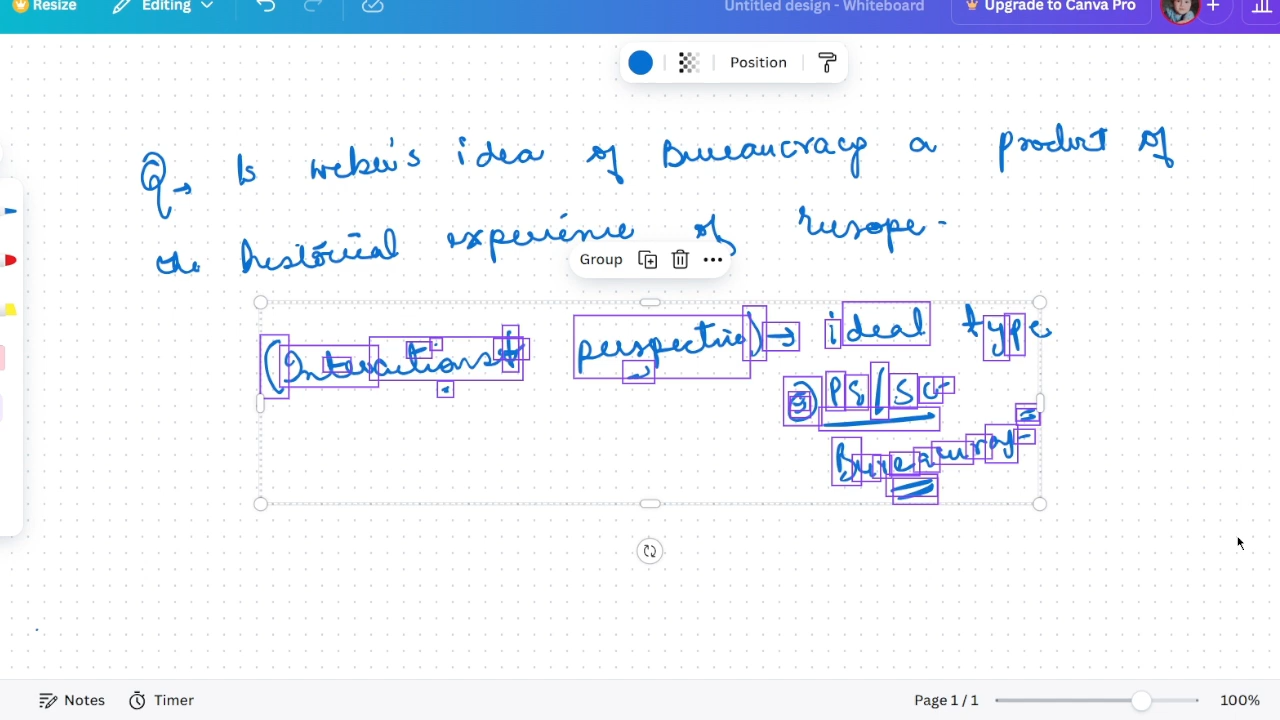 Resize Editing Untitled design - Whiteboard Upgrade to Canva Pro
Position
Q→ Is weber's idea of Bureaucracy a product of
the historical experience of Europe -
Group
(Interactionst perspective) → ideal type
PS/SC
Bureaucracy
Notes Timer Page 1 / 1 100%